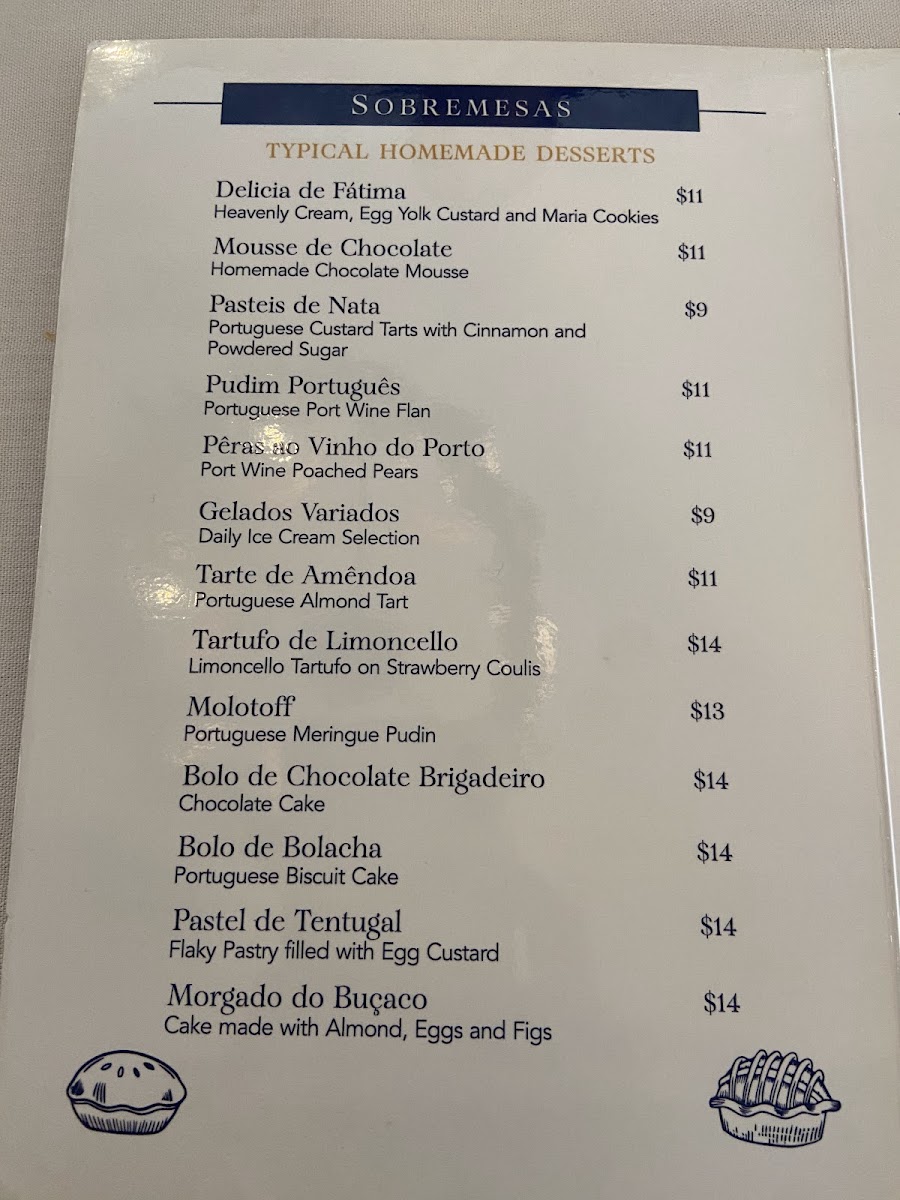 SOBREMESAS
TYPICAL HOMEMADE DESSERTS
Delicia de Fátima $11
Heavenly Cream, Egg Yolk Custard and Maria Cookies
Mousse de Chocolate $11
Homemade Chocolate Mousse
Pasteis de Nata $9
Portuguese Custard Tarts with Cinnamon and
Powdered Sugar
Pudim Português $11
Portuguese Port Wine Flan
Pêras ao Vinho do Porto $11
Port Wine Poached Pears
Gelados Variados $9
Daily Ice Cream Selection
Tarte de Amêndoa $11
Portuguese Almond Tart
Tartufo de Limoncello $14
Limoncello Tartufo on Strawberry Coulis
Molotoff $13
Portuguese Meringue Pudin
Bolo de Chocolate Brigadeiro $14
Chocolate Cake
Bolo de Bolacha $14
Portuguese Biscuit Cake
Pastel de Tentugal $14
Flaky Pastry filled with Egg Custard
Morgado do Buçaco $14
Cake made with Almond, Eggs and Figs